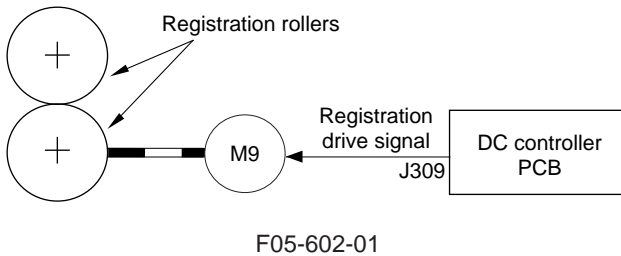 Registration rollers
Registration
drive signal
M9
J309
DC controller
PCB
F05-602-01